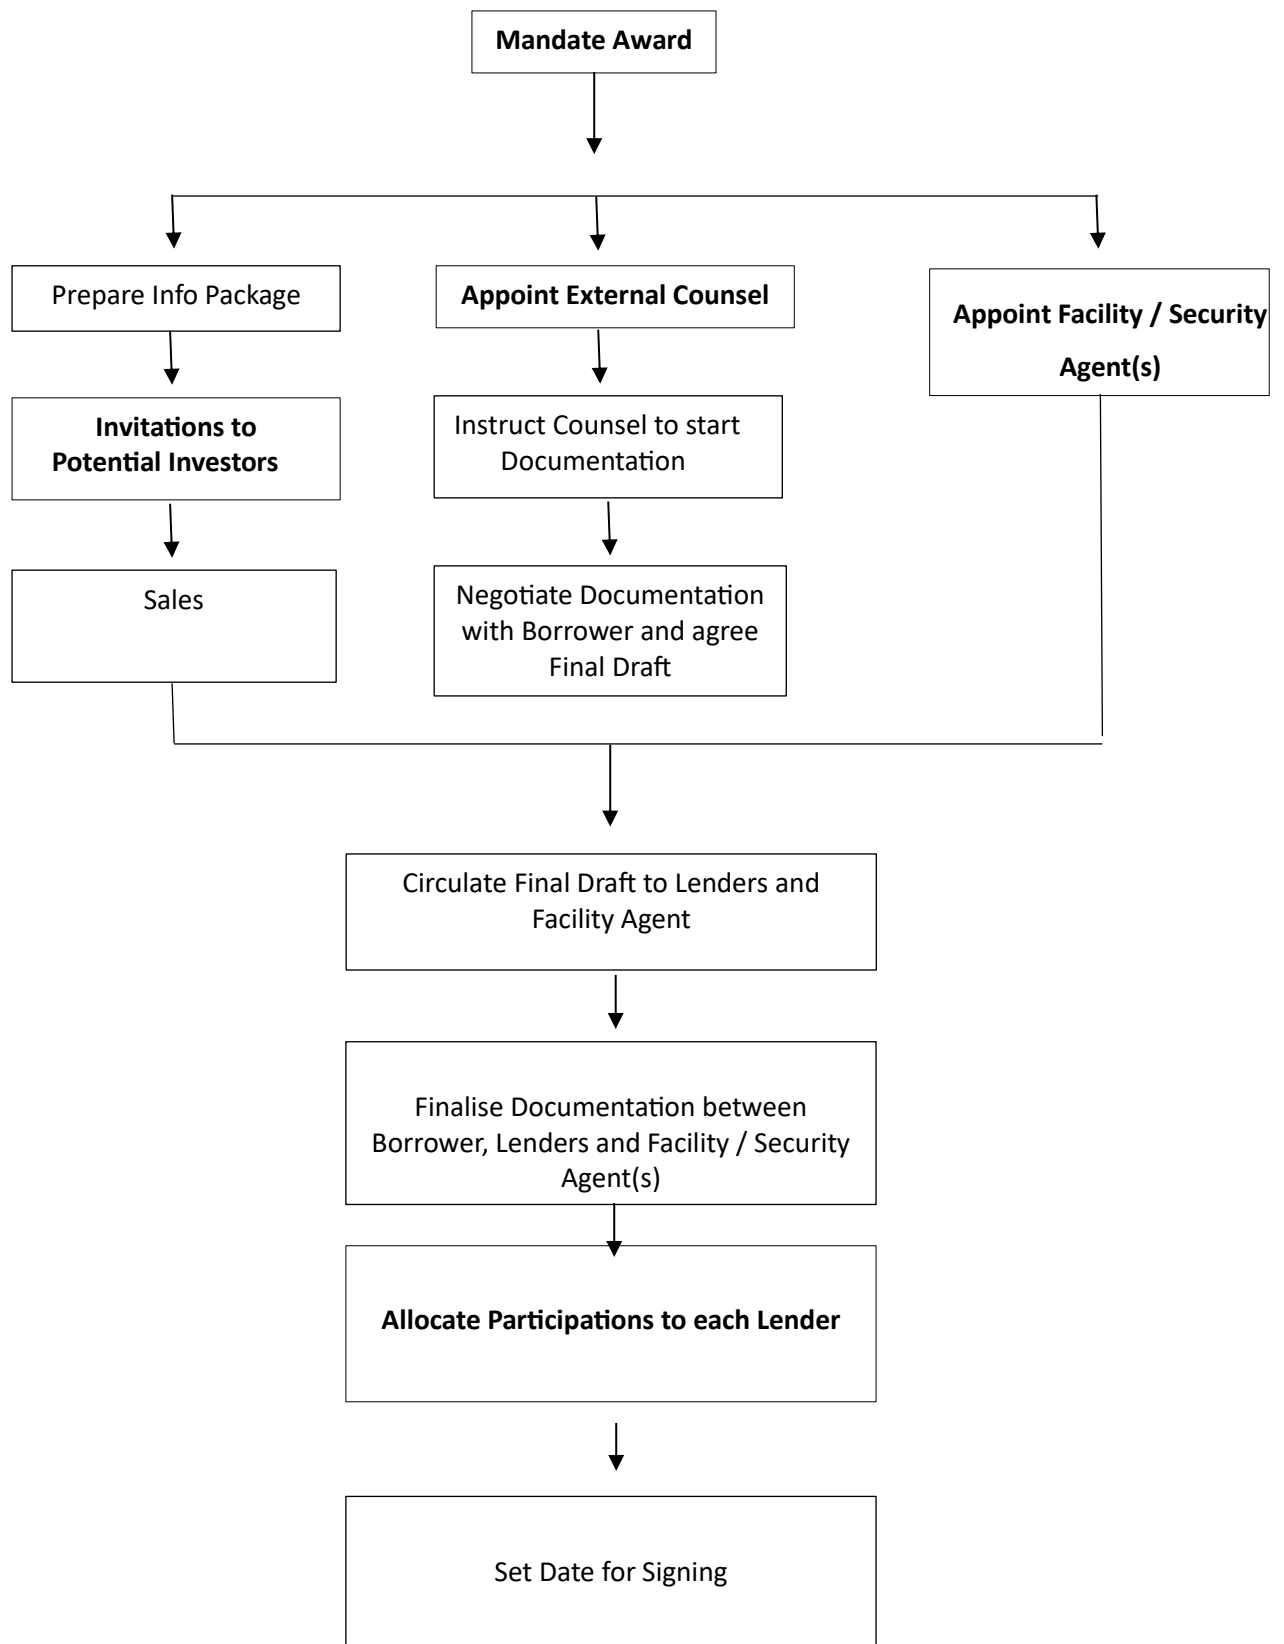 Mandate Award
Prepare Info Package
Appoint External Counsel
Appoint Facility / Security
Agent(s)
Invitations to
Potential Investors
Instruct Counsel to start
Documentation
Sales
Negotiate Documentation
with Borrower and agree
Final Draft
Circulate Final Draft to Lenders and
Facility Agent
Finalise Documentation between
Borrower, Lenders and Facility / Security
Agent(s)
Allocate Participations to each Lender
Set Date for Signing